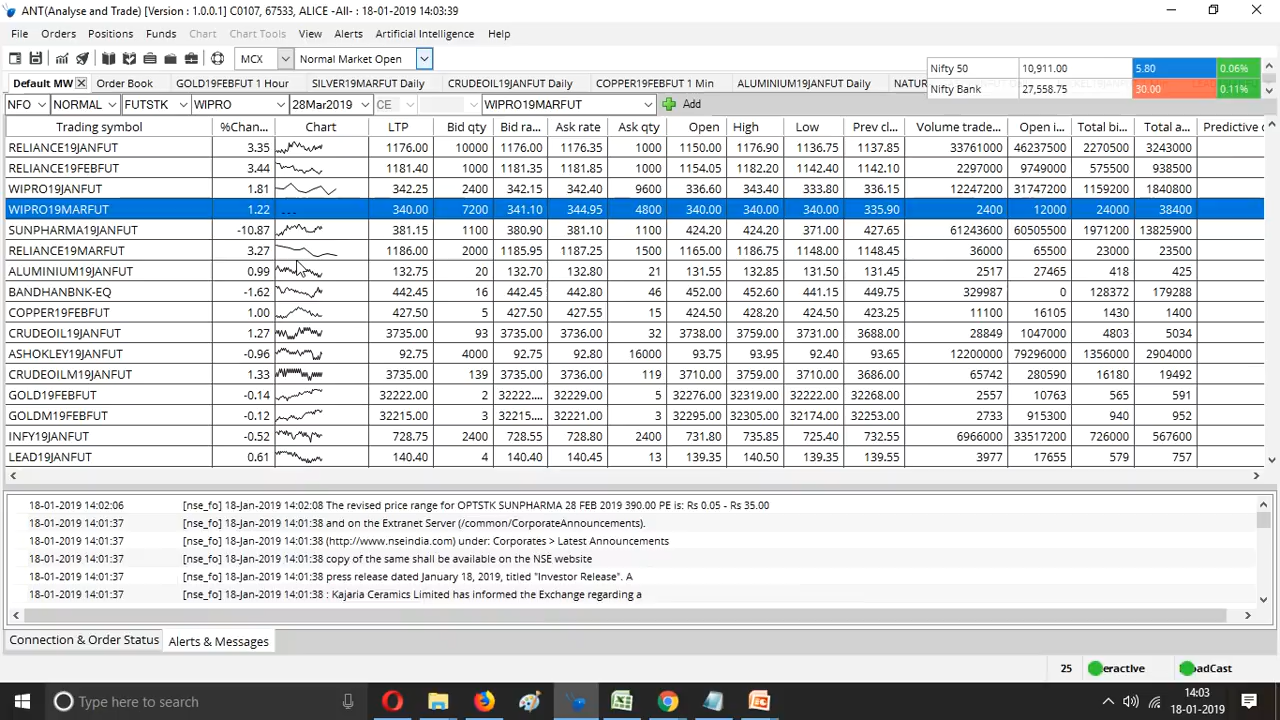 ANT(Analyse and Trade) [Version : 1.0.0.1] C0107, 67533, ALICE -All- : 18-01-2019 14:03:39
File Orders Positions Funds Chart Chart Tools View Alerts Artificial Intelligence Help
MCX Normal Market Open
Nifty 50 10,911.00 5.80 0.06%
Default MW Order Book GOLD19FEBFUT 1 Hour SILVER19MARFUT Daily CRUDEOIL19JANFUT Daily COPPER19FEBFUT 1 Min ALUMINIUM19JANFUT Daily NATUR
Nifty Bank 27,558.75 30.00 0.11%
NFO NORMAL FUTSTK WIPRO 28Mar2019 CE WIPRO19MARFUT Add
Trading symbol %Chan... Chart LTP Bid qty Bid ra... Ask rate Ask qty Open High Low Prev cl... Volume trade... Open i... Total bi... Total a... Predictive
RELIANCE19JANFUT 3.35 1176.00 10000 1176.00 1176.35 1000 1150.00 1176.90 1136.75 1137.85 33761000 46237500 2270500 3243000
RELIANCE19FEBFUT 3.44 1181.40 1000 1181.35 1181.85 1000 1154.05 1182.20 1142.40 1142.10 2297000 9749000 575500 938500
WIPRO19JANFUT 1.81 342.25 2400 342.15 342.40 9600 336.60 343.40 333.80 336.15 12247200 31747200 1159200 1840800
WIPRO19MARFUT 1.22 340.00 7200 341.10 344.95 4800 340.00 340.00 340.00 335.90 2400 12000 24000 38400
SUNPHARMA19JANFUT -10.87 381.15 1100 380.90 381.10 1100 424.20 424.20 371.00 427.65 61243600 60505500 1971200 13825900
RELIANCE19MARFUT 3.27 1186.00 2000 1185.95 1187.25 1500 1165.00 1186.75 1148.00 1148.45 36000 65500 23000 23500
ALUMINIUM19JANFUT 0.99 132.75 20 132.70 132.80 21 131.55 132.85 131.50 131.45 2517 27465 418 425
BANDHANBNK-EQ -1.62 442.45 16 442.45 442.80 46 452.00 452.60 441.15 449.75 329987 0 128372 179288
COPPER19FEBFUT 1.00 427.50 5 427.50 427.55 15 424.50 428.20 424.50 423.25 11100 16105 1430 1400
CRUDEOIL19JANFUT 1.27 3735.00 93 3735.00 3736.00 32 3738.00 3759.00 3731.00 3688.00 28849 1047000 4803 5034
ASHOKLEY19JANFUT -0.96 92.75 4000 92.75 92.80 16000 93.75 93.95 92.40 93.65 12200000 79296000 1356000 2904000
CRUDEOILM19JANFUT 1.33 3735.00 139 3735.00 3736.00 119 3710.00 3759.00 3710.00 3686.00 65742 280590 16180 19492
GOLD19FEBFUT -0.14 32222.00 2 32222.... 32229.00 5 32276.00 32319.00 32222.00 32268.00 2557 10763 565 591
GOLDM19FEBFUT -0.12 32215.00 2 32215.... 32221.00 3 32295.00 32305.00 32174.00 32253.00 2733 915300 940 952
INFY19JANFUT -0.52 728.75 2400 728.55 728.80 2400 731.80 735.85 725.40 732.55 6966000 33517200 726000 567600
LEAD19JANFUT 0.61 140.40 4 140.40 140.45 13 139.35 140.50 139.35 139.55 3977 17655 579 757
18-01-2019 14:02:06 [nse_fo] 18-Jan-2019 14:02:08 The revised price range for OPTSTK SUNPHARMA 28 FEB 2019 390.00 PE is: Rs 0.05 - Rs 35.00
18-01-2019 14:01:37 [nse_fo] 18-Jan-2019 14:01:38 and on the Extranet Server (/common/CorporateAnnouncements).
18-01-2019 14:01:37 [nse_fo] 18-Jan-2019 14:01:38 (http://www.nseindia.com) under: Corporates > Latest Announcements
18-01-2019 14:01:37 [nse_fo] 18-Jan-2019 14:01:38 copy of the same shall be available on the NSE website
18-01-2019 14:01:37 [nse_fo] 18-Jan-2019 14:01:38 press release dated January 18, 2019, titled "Investor Release". A
18-01-2019 14:01:37 [nse_fo] 18-Jan-2019 14:01:38 : Kajaria Ceramics Limited has informed the Exchange regarding a
Connection & Order Status Alerts & Messages
25 eractive adCast
Type here to search
14:03
18-01-2019